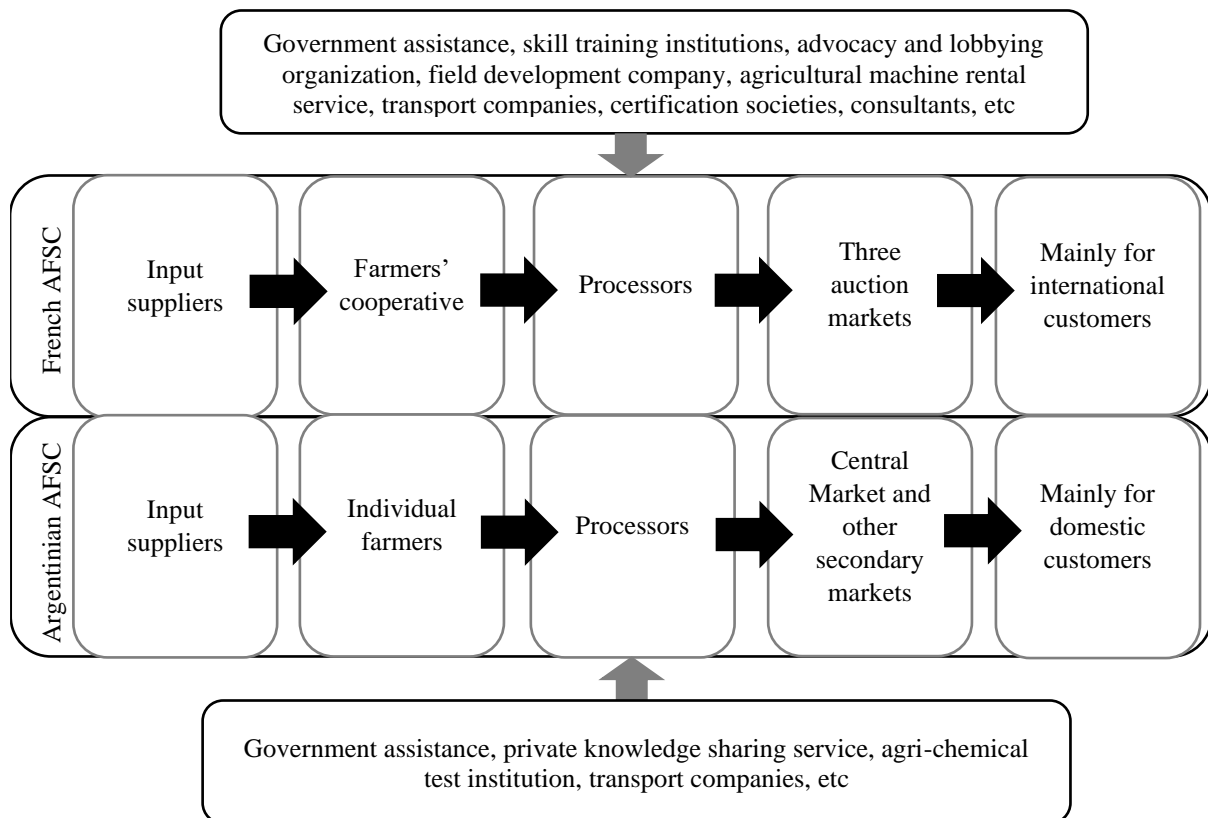 Government assistance, skill training institutions, advocacy and lobbying
organization, field development company, agricultural machine rental
service, transport companies, certification societies, consultants, etc
French AFSC
Input
suppliers
Farmers’
cooperative
Processors
Three
auction
markets
Mainly for
international
customers
Argentinian AFSC
Input
suppliers
Individual
farmers
Processors
Central
Market and
other
secondary
markets
Mainly for
domestic
customers
Government assistance, private knowledge sharing service, agri-chemical
test institution, transport companies, etc